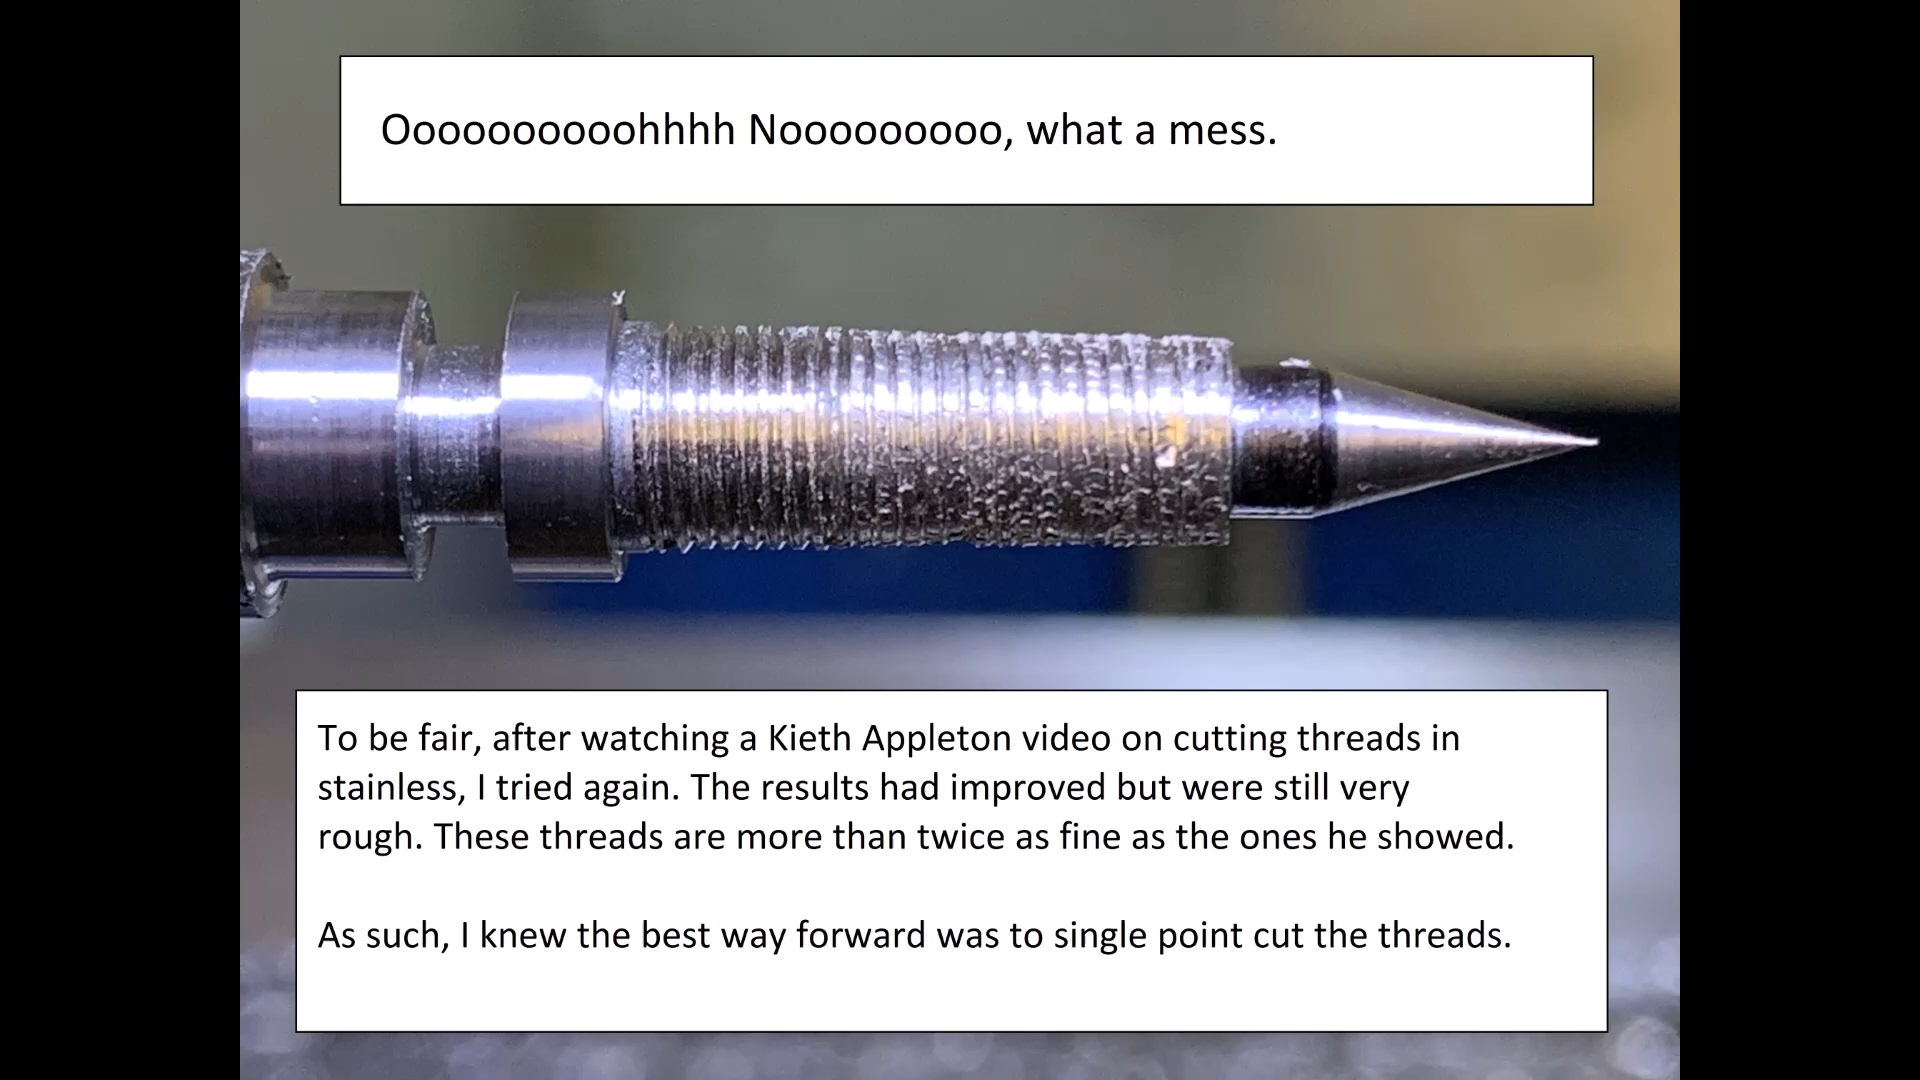 Oooooooooohhhh Nooooooooo, what a mess.
To be fair, after watching a Kieth Appleton video on cutting threads in
stainless, I tried again. The results had improved but were still very
rough. These threads are more than twice as fine as the ones he showed.
As such, I knew the best way forward was to single point cut the threads.